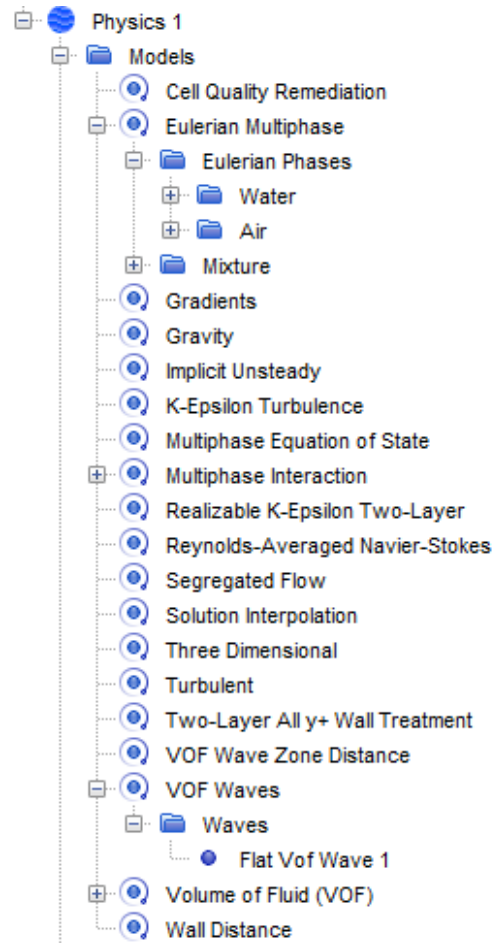 Physics 1
Models
Cell Quality Remediation
Eulerian Multiphase
Eulerian Phases
Water
Air
Mixture
Gradients
Gravity
Implicit Unsteady
K-Epsilon Turbulence
Multiphase Equation of State
Multiphase Interaction
Realizable K-Epsilon Two-Layer
Reynolds-Averaged Navier-Stokes
Segregated Flow
Solution Interpolation
Three Dimensional
Turbulent
Two-Layer All y+ Wall Treatment
VOF Wave Zone Distance
VOF Waves
Waves
Flat Vof Wave 1
Volume of Fluid (VOF)
Wall Distance